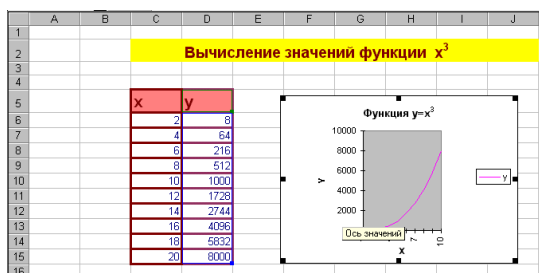 A B C D E F G H I J
1
2 Вычисление значений функции x³
3
4
5 x y
6 2 8
7 4 64
8 6 216
9 8 512
10 10 1000
11 12 1728
12 14 2744
13 16 4096
14 18 5832
15 20 8000
16
Функция y=x³
10000
8000
6000
4000
2000
Y
y
Ось значений
7
10
X